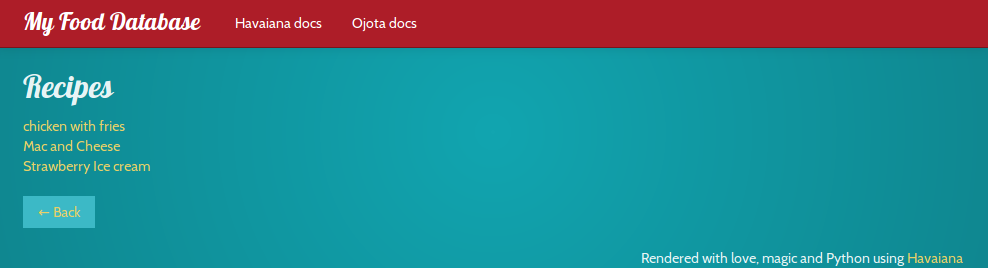 My Food Database Havaiana docs Ojota docs
Recipes
chicken with fries
Mac and Cheese
Strawberry Ice cream
← Back
Rendered with love, magic and Python using Havaiana